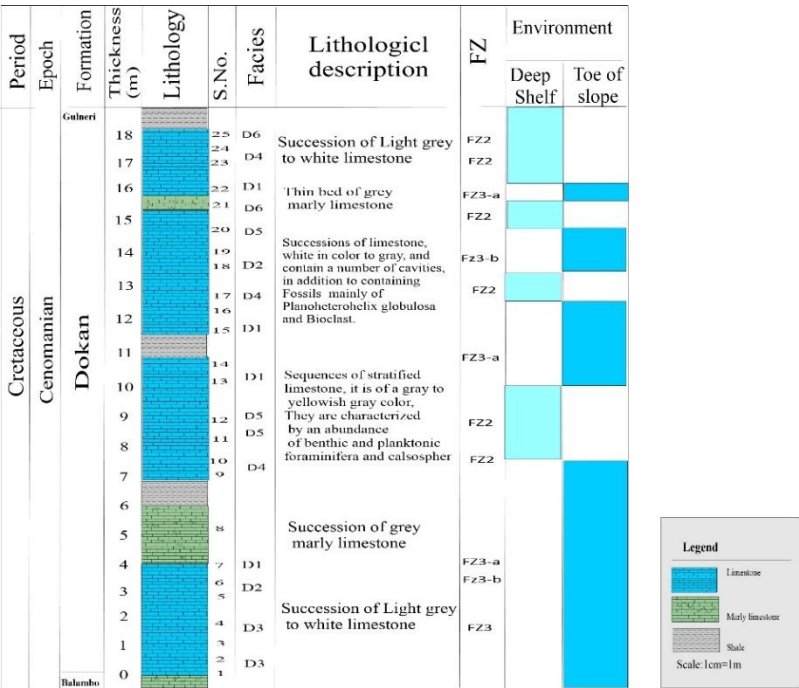 Period
Epoch
Formation
Thickness
(m)
Lithology
S.No.
Facies
Lithologicl
description
FZ
Environment
Deep
Shelf
Toe of
slope
Cretaceous
Cenomanian
Gulneri
Dokan
Balambo
18
17
16
15
14
13
12
11
10
9
8
7
6
5
4
3
2
1
0
25
24
23
22
21
20
19
18
17
16
15
14
13
12
11
10
9
8
7
6
5
4
3
2
1
D6
D4
D1
D6
D5
D2
D4
D1
D1
D5
D5
D4
D1
D2
D3
D3
Succession of Light grey
to white limestone
Thin bed of grey
marly limestone
Successions of limestone,
white in color to gray, and
contain a number of cavities,
in addition to containing
Fossils mainly of
Planoheterohelix globulosa
and Bioclast.
Sequences of stratified
limestone, it is of a gray to
yellowish gray color,
They are characterized
by an abundance
of benthic and planktonic
foraminifera and calsospher
Succession of grey
marly limestone
Succession of Light grey
to white limestone
FZ2
FZ2
FZ3-a
FZ2
Fz3-b
FZ2
FZ3-a
FZ2
FZ2
FZ3-a
Fz3-b
FZ3
Legend
Limestone
Marly limestone
Shale
Scale:1cm=1m